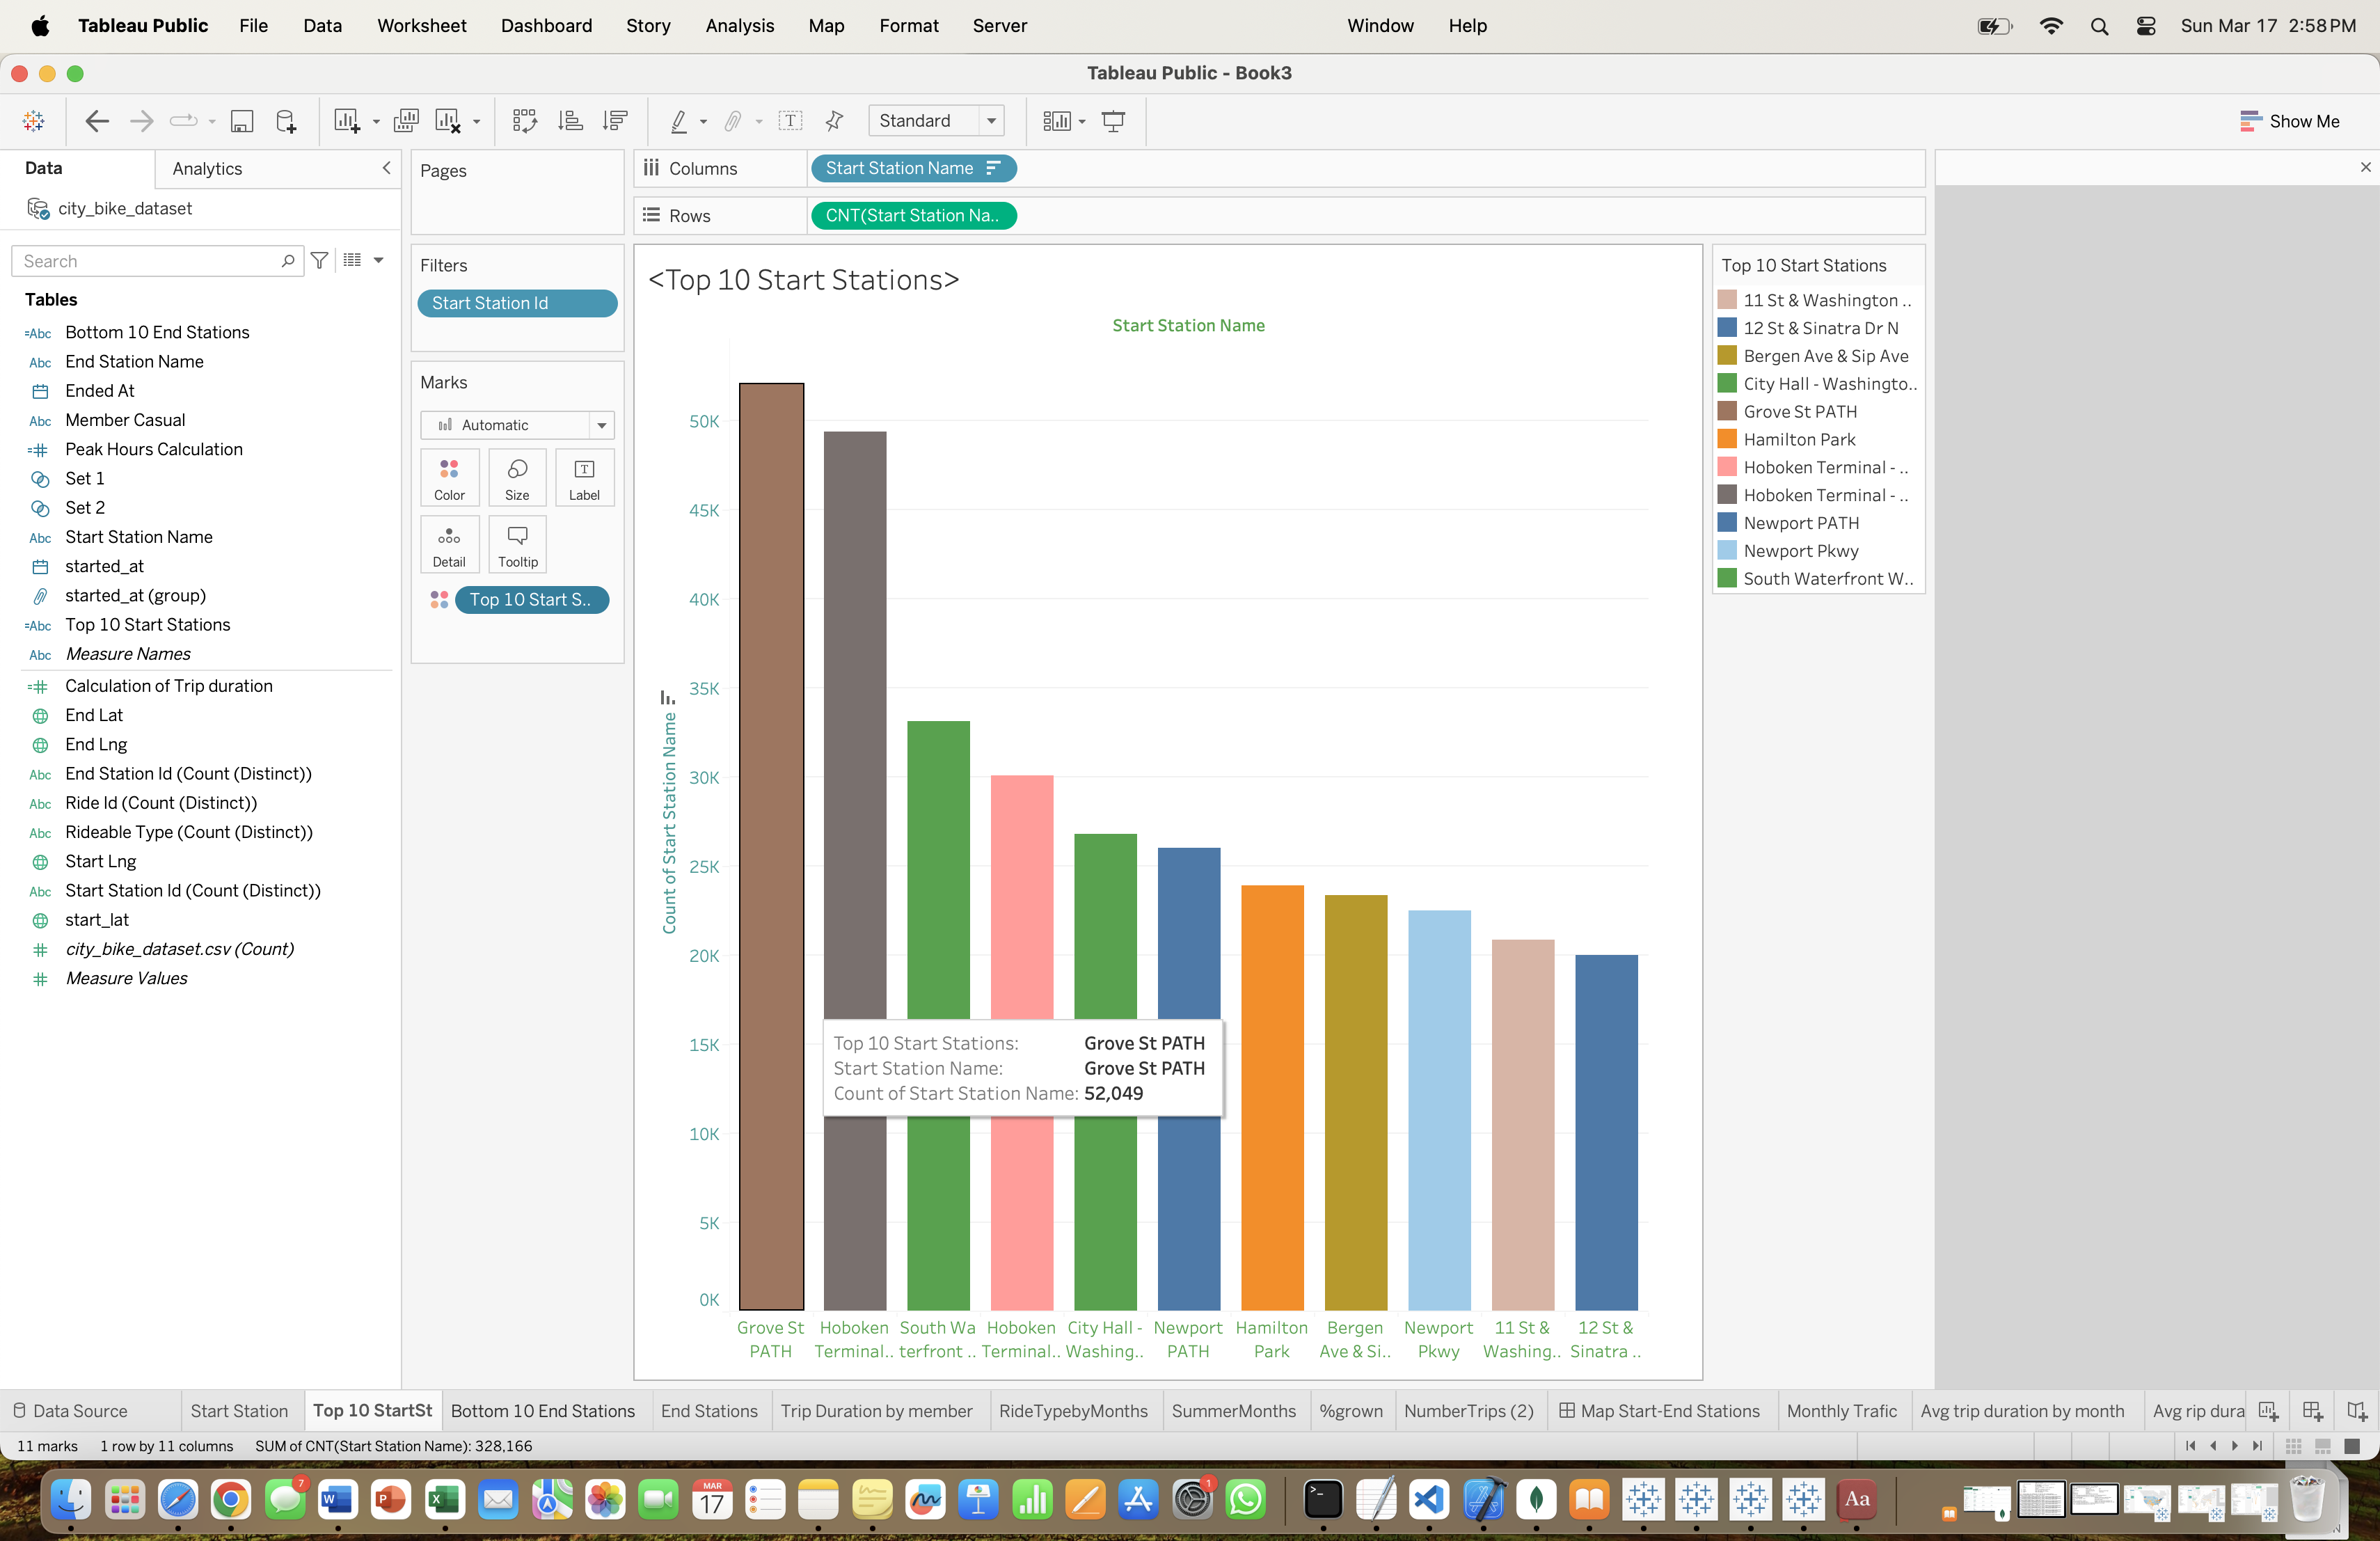 Tableau Public File Data Worksheet Dashboard Story Analysis Map Format Server Window Help Sun Mar 17 2:58 PM
Tableau Public - Book3
Standard
Show Me
Data Analytics
city_bike_dataset
Search
Tables
=Abc Bottom 10 End Stations
Abc End Station Name
Ended At
Abc Member Casual
=# Peak Hours Calculation
Set 1
Set 2
Abc Start Station Name
started_at
started_at (group)
=Abc Top 10 Start Stations
Abc Measure Names
=# Calculation of Trip duration
End Lat
End Lng
Abc End Station Id (Count (Distinct))
Abc Ride Id (Count (Distinct))
Abc Rideable Type (Count (Distinct))
Start Lng
Abc Start Station Id (Count (Distinct))
start_lat
# city_bike_dataset.csv (Count)
# Measure Values
Pages
Filters
Start Station Id
Marks
Automatic
Color Size Label
Detail Tooltip
Top 10 Start S..
Columns Start Station Name
Rows CNT(Start Station Na..
<Top 10 Start Stations>
Start Station Name
Count of Start Station Name
50K
45K
40K
35K
30K
25K
20K
15K
10K
5K
0K
Top 10 Start Stations: Grove St PATH
Start Station Name: Grove St PATH
Count of Start Station Name: 52,049
Grove St Hoboken South Wa Hoboken City Hall - Newport Hamilton Bergen Newport 11 St & 12 St &
PATH Terminal.. terfront .. Terminal.. Washing.. PATH Park Ave & Si.. Pkwy Washing.. Sinatra ..
Top 10 Start Stations
11 St & Washington ..
12 St & Sinatra Dr N
Bergen Ave & Sip Ave
City Hall - Washingto..
Grove St PATH
Hamilton Park
Hoboken Terminal - ..
Hoboken Terminal - ..
Newport PATH
Newport Pkwy
South Waterfront W..
Data Source Start Station Top 10 StartSt Bottom 10 End Stations End Stations Trip Duration by member RideTypebyMonths SummerMonths %grown NumberTrips (2) Map Start-End Stations Monthly Trafic Avg trip duration by month Avg rip dura
11 marks 1 row by 11 columns SUM of CNT(Start Station Name): 328,166
7 W P X MAR 17 1 Aa